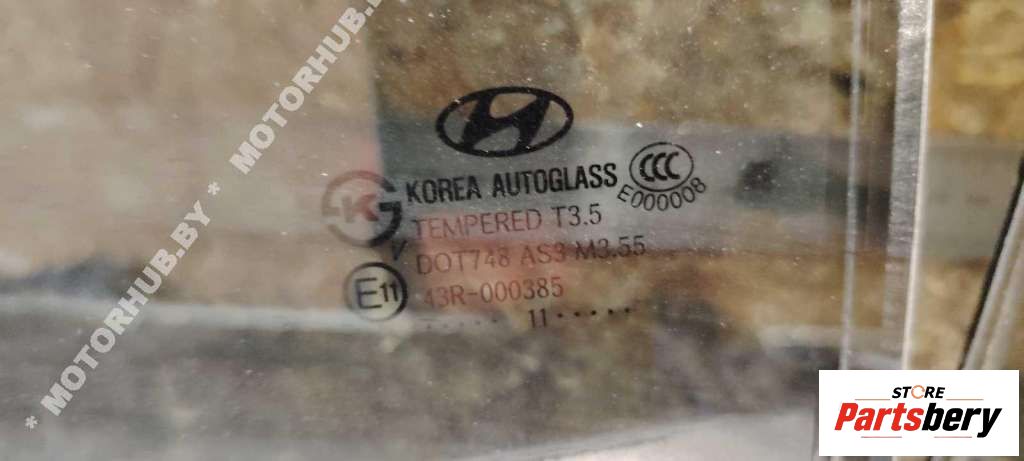 * MOTORHUB.BY * MOTORHUB.BY
CCC
E000008
KOREA AUTOGLASS
KS
TEMPERED T3.5
V
DOT748 AS3 M3.55
E11
43R-000385
..... 11 .....
STORE
Partsbery